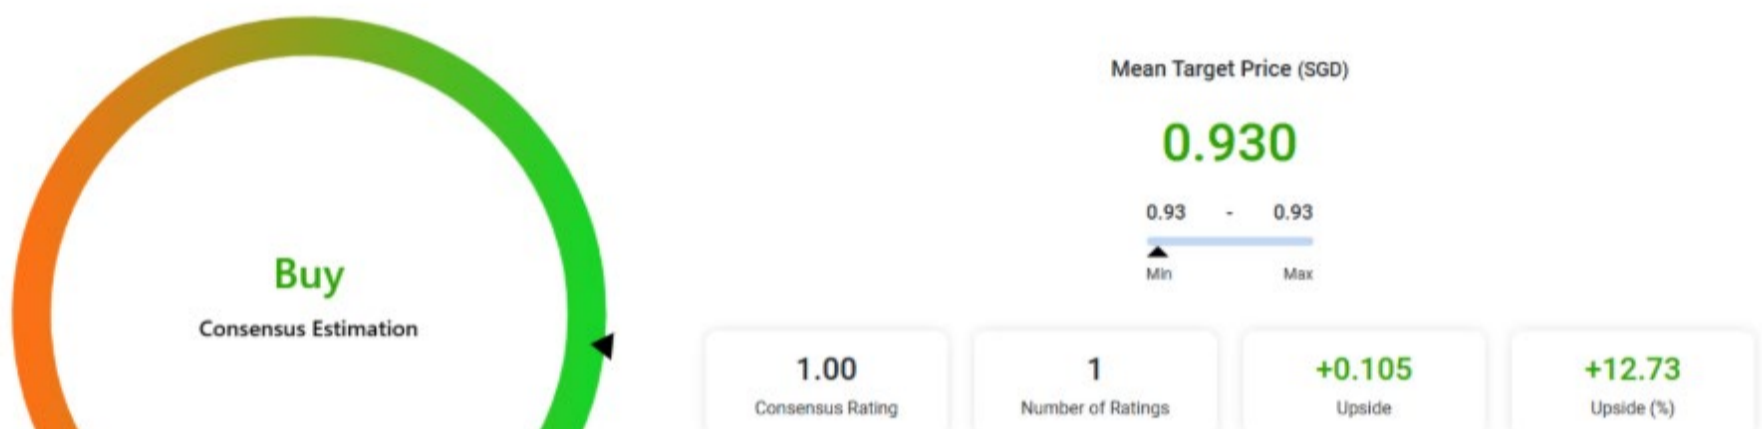 Buy
Consensus Estimation
Mean Target Price (SGD)
0.930
0.93 - 0.93
Min Max
1.00
Consensus Rating
1
Number of Ratings
+0.105
Upside
+12.73
Upside (%)